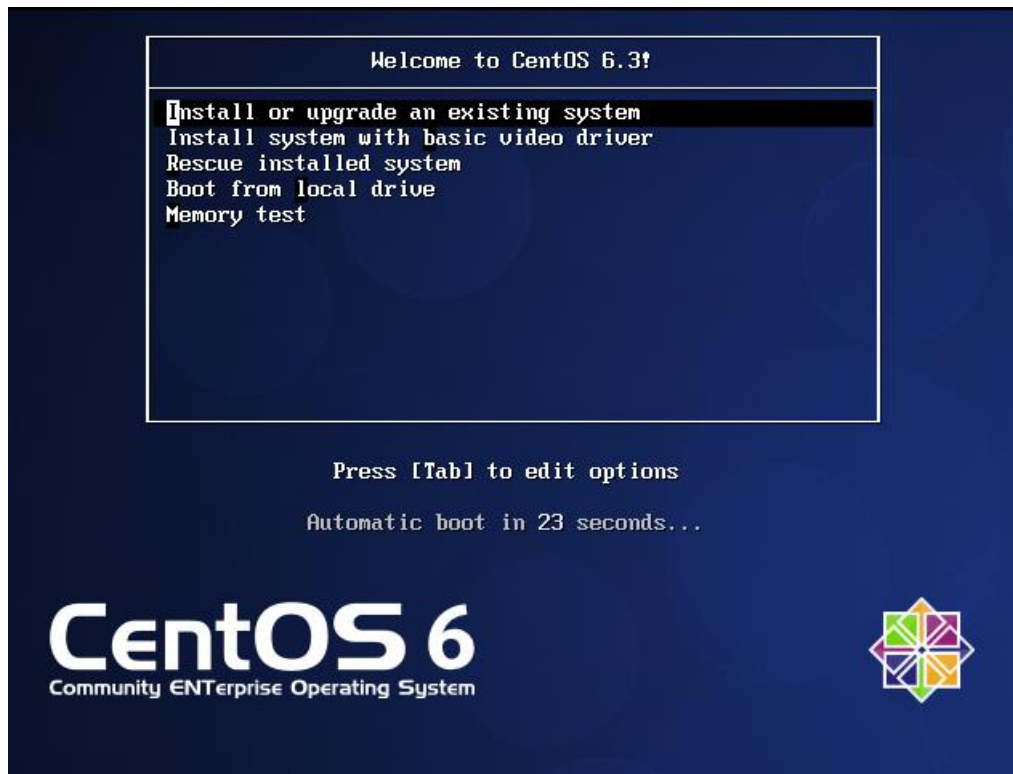 Welcome to CentOS 6.3!
Install or upgrade an existing system
Install system with basic video driver
Rescue installed system
Boot from local drive
Memory test
Press [Tab] to edit options
Automatic boot in 23 seconds...
CentOS 6
Community ENTerprise Operating System